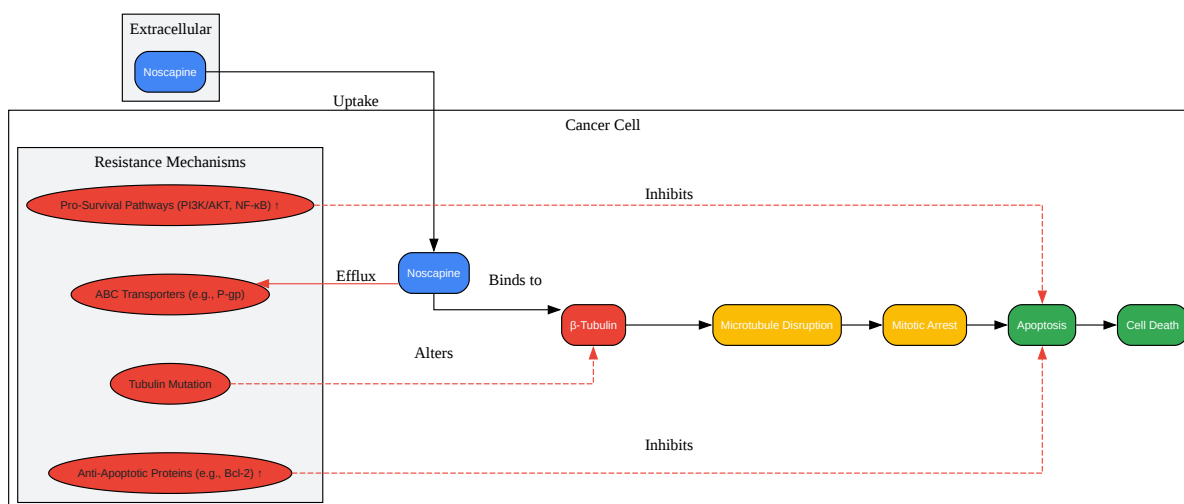 Extracellular
Noscapine
Uptake
Cancer Cell
Resistance Mechanisms
Pro-Survival Pathways (PI3K/AKT, NF-κB) ↑
Inhibits
ABC Transporters (e.g., P-gp)
Efflux
Noscapine
Binds to
β-Tubulin
Microtubule Disruption
Mitotic Arrest
Apoptosis
Cell Death
Alters
Tubulin Mutation
Inhibits
Anti-Apoptotic Proteins (e.g., Bcl-2) ↑